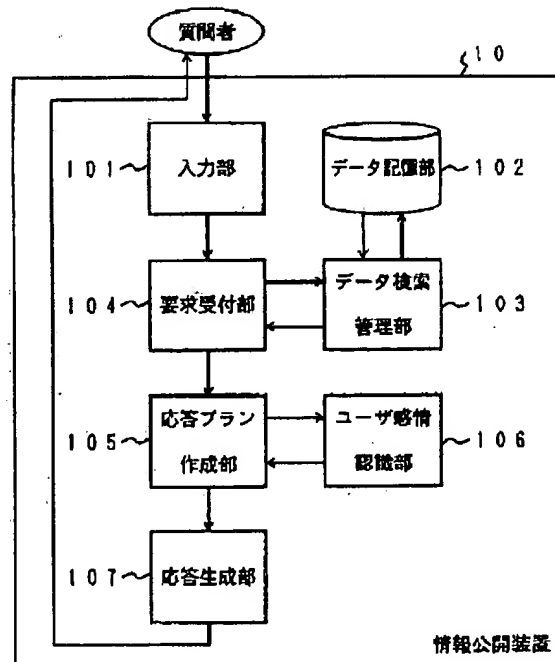 質問者
10
101
入力部
データ記憶部
102
104
要求受付部
データ検索
管理部
103
105
応答プラン
作成部
ユーザ感情
認識部
106
107
応答生成部
情報公開装置